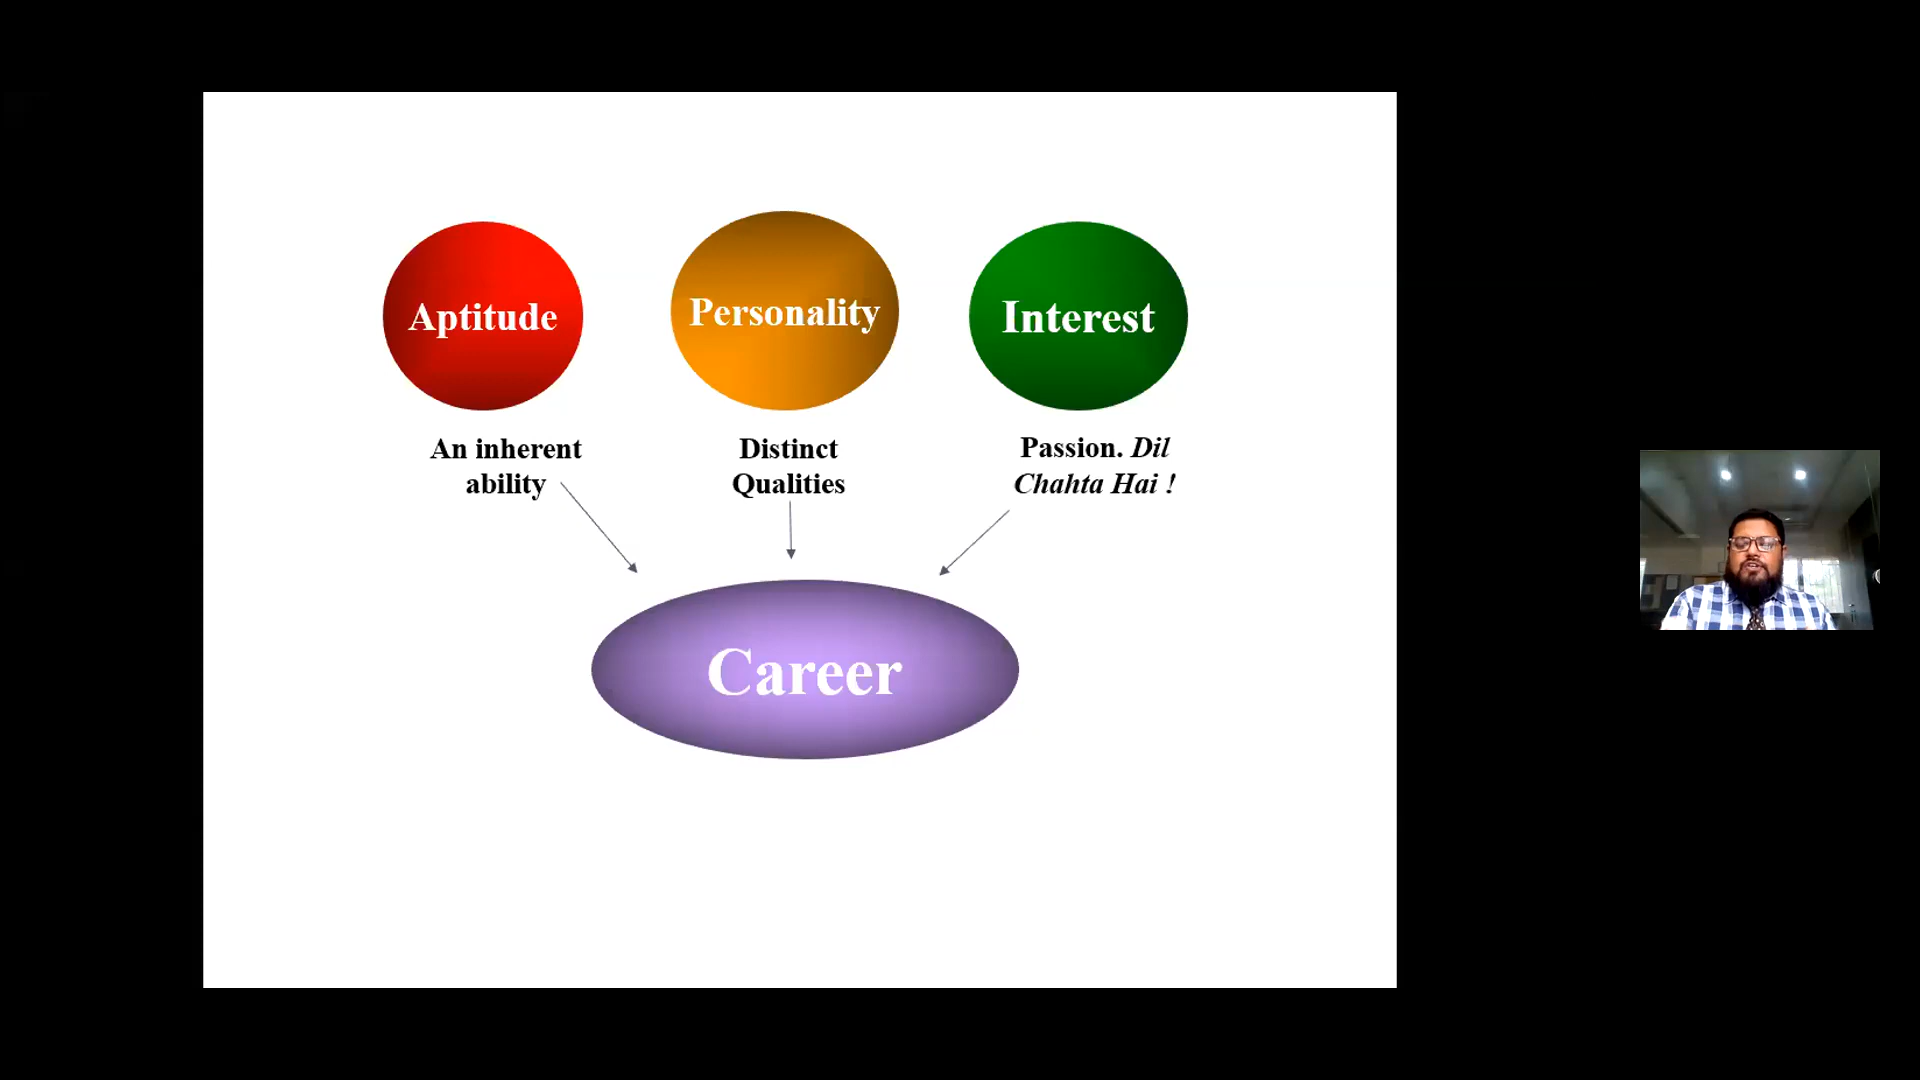 Aptitude
Personality
Interest
An inherent
ability
Distinct
Qualities
Passion. Dil
Chahta Hai !
Career